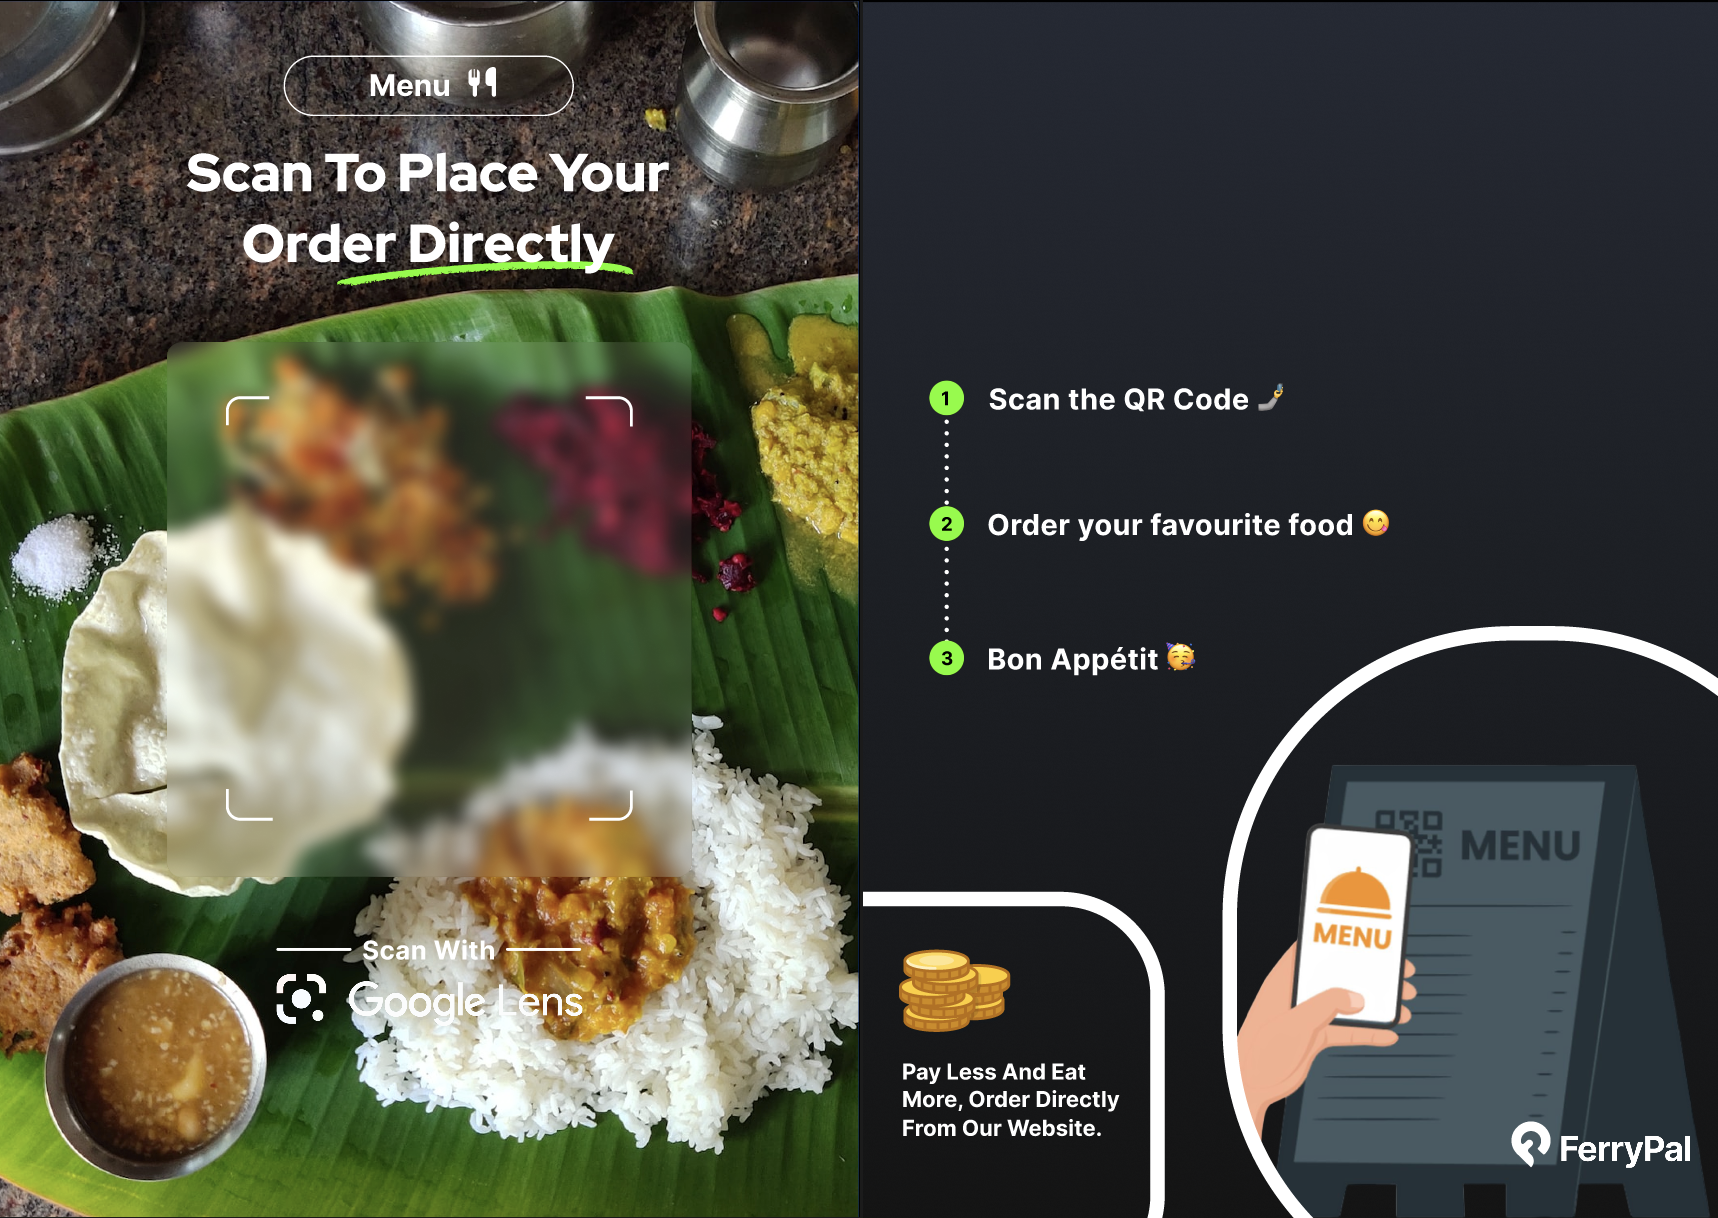 Menu
Scan To Place Your
Order Directly
Scan With
Google Lens
1 Scan the QR Code
2 Order your favourite food
3 Bon Appétit
MENU
MENU
Pay Less And Eat
More, Order Directly
From Our Website.
FerryPal